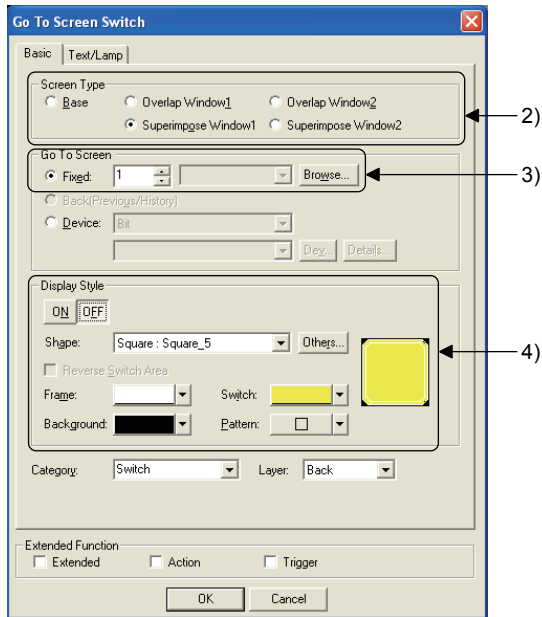 Go To Screen Switch
Basic Text/Lamp
Screen Type
Base Overlap Window1 Overlap Window2
2)
Superimpose Window1 Superimpose Window2
Go To Screen
Fixed: 1 Browse...
3)
Back(Previous/History)
Device: Bit
Dev... Details...
Display Style
ON OFF
Shape: Square : Square_5 Others...
4)
Reverse Switch Area
Frame: Switch:
Background: Pattern:
Category: Switch Layer: Back
Extended Function
Extended Action Trigger
OK Cancel